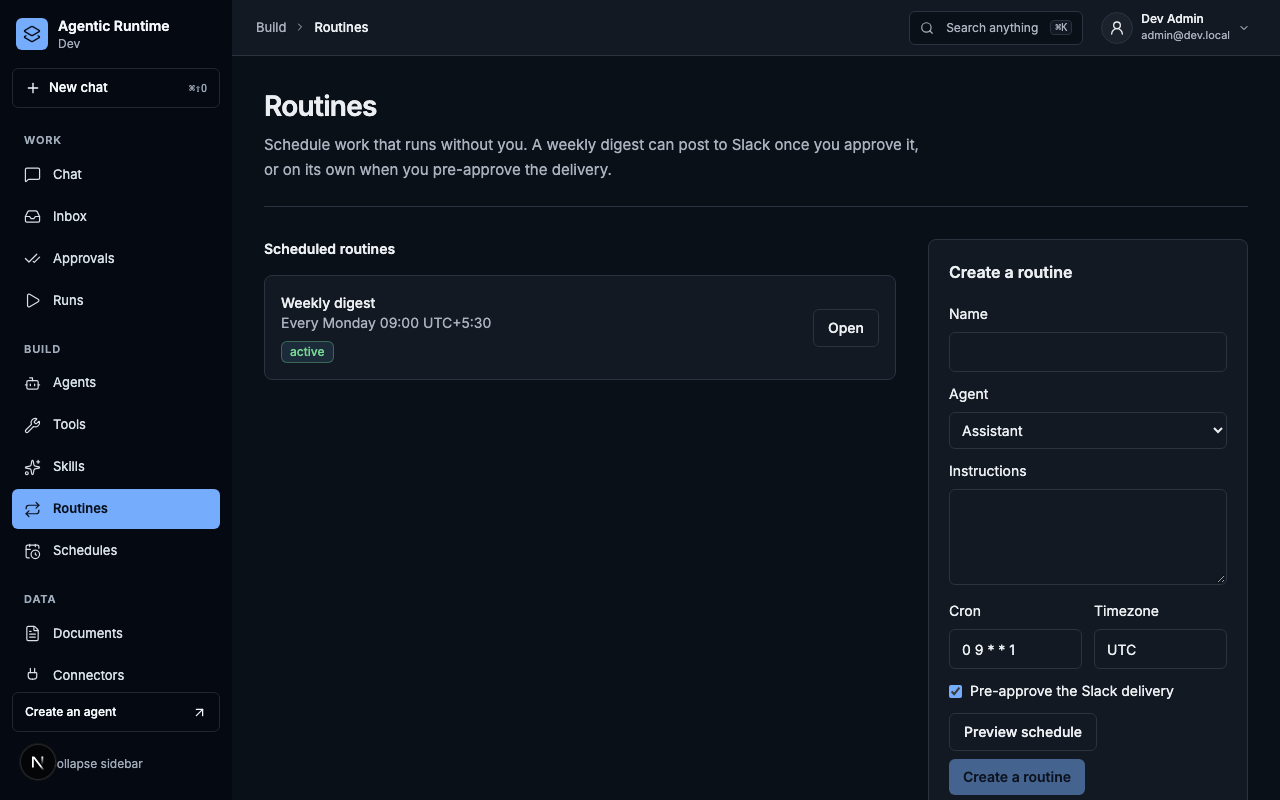 Agentic Runtime
Dev
New chat ⌘⇧O
WORK
Chat
Inbox
Approvals
Runs
BUILD
Agents
Tools
Skills
Routines
Schedules
DATA
Documents
Connectors
Create an agent
N ollapse sidebar
Build > Routines
Search anything ⌘K
Dev Admin
admin@dev.local
Routines
Schedule work that runs without you. A weekly digest can post to Slack once you approve it,
or on its own when you pre-approve the delivery.
Scheduled routines
Weekly digest
Every Monday 09:00 UTC+5:30
active
Open
Create a routine
Name
Agent
Assistant
Instructions
Cron Timezone
0 9 * * 1 UTC
Pre-approve the Slack delivery
Preview schedule
Create a routine